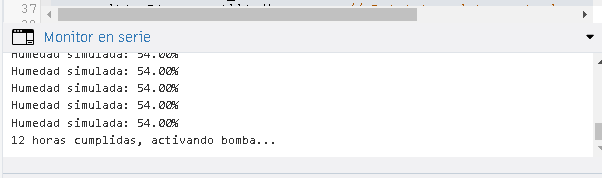 37
Monitor en serie
Humedad simulada: 54.00%
Humedad simulada: 54.00%
Humedad simulada: 54.00%
Humedad simulada: 54.00%
Humedad simulada: 54.00%
12 horas cumplidas, activando bomba...